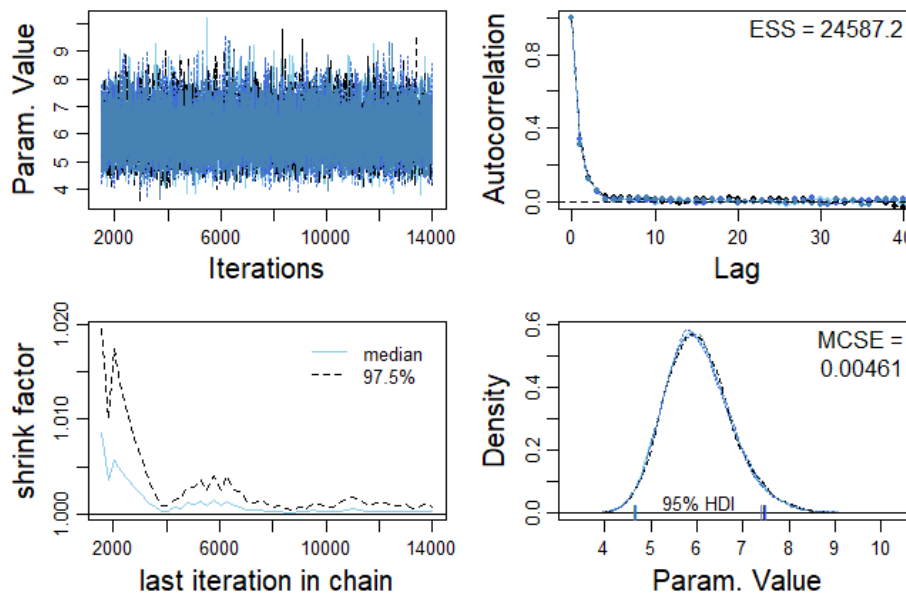 Param. Value
4 5 6 7 8 9
2000 6000 10000 14000
Iterations
ESS = 24587.2
Autocorrelation
0.0 0.4 0.8
0 10 20 30 40
Lag
shrink factor
1.000 1.010 1.020
median
97.5%
2000 6000 10000 14000
last iteration in chain
MCSE =
0.00461
Density
0.0 0.2 0.4 0.6
95% HDI
4 5 6 7 8 9 10
Param. Value